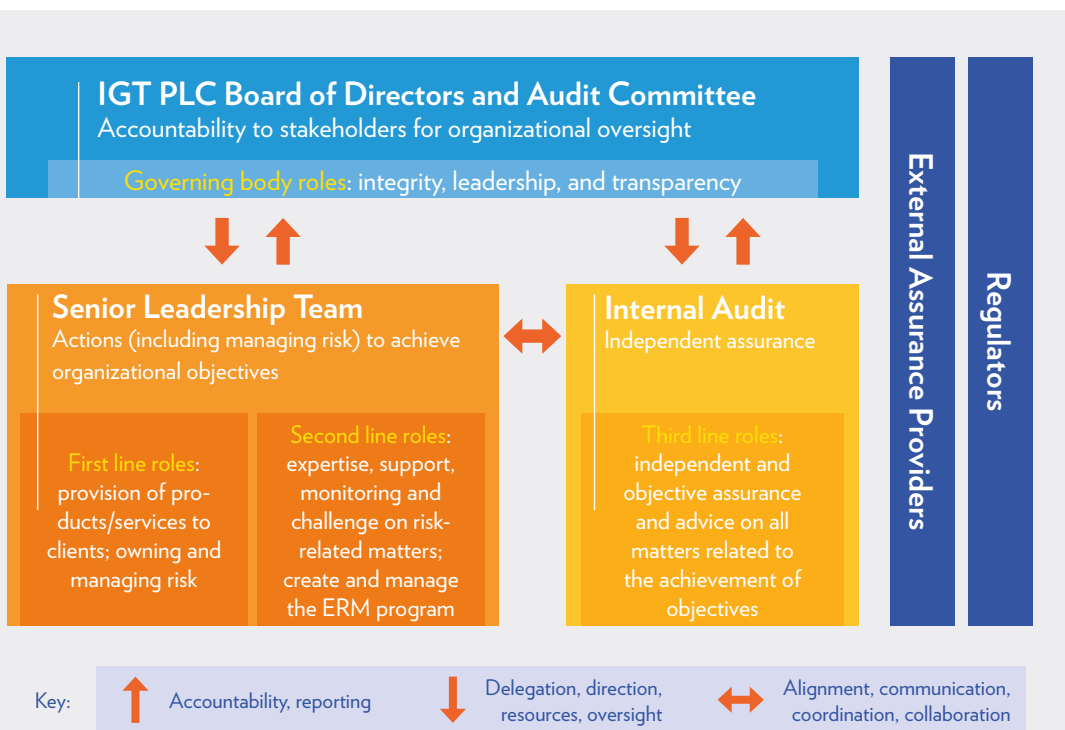 IGT PLC Board of Directors and Audit Committee
Accountability to stakeholders for organizational oversight
Governing body roles: integrity, leadership, and transparency
Senior Leadership Team
Actions (including managing risk) to achieve
organizational objectives
First line roles:
provision of pro-
ducts/services to
clients; owning and
managing risk
Second line roles:
expertise, support,
monitoring and
challenge on risk-
related matters;
create and manage
the ERM program
Internal Audit
Independent assurance
Third line roles:
independent and
objective assurance
and advice on all
matters related to
the achievement of
objectives
External Assurance Providers
Regulators
Key:
Accountability, reporting
Delegation, direction,
resources, oversight
Alignment, communication,
coordination, collaboration